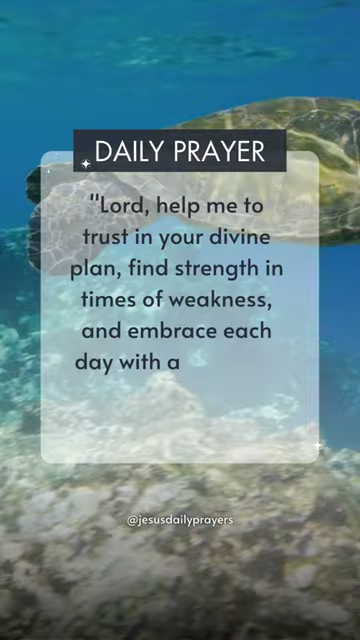 DAILY PRAYER
"Lord, help me to
trust in your divine
plan, find strength in
times of weakness,
and embrace each
day with a
@jesusdailyprayers